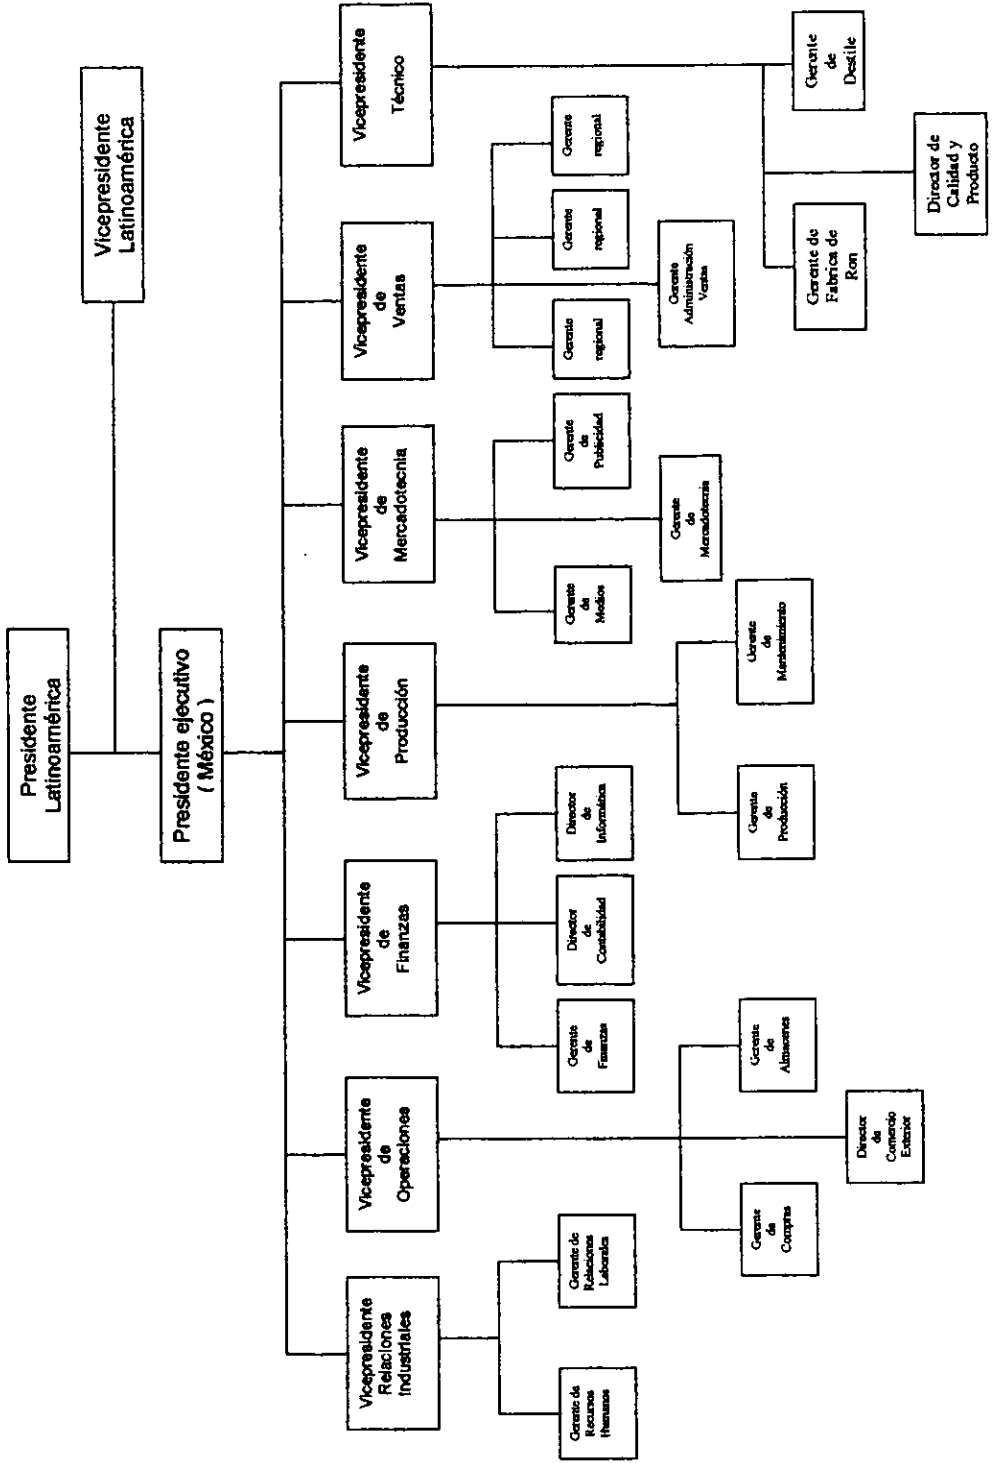 Presidente
Latinoamérica
Vicepresidente
Latinoamérica
Presidente ejecutivo
( México )
Vicepresidente
Relaciones
Industriales
Vicepresidente
de
Operaciones
Vicepresidente
de
Finanzas
Vicepresidente
de
Producción
Vicepresidente
de
Mercadotecnia
Vicepresidente
de
Ventas
Vicepresidente
Técnico
Gerente de
Recursos
Humanos
Gerente de
Relaciones
Laborales
Gerente
de
Finanzas
Director
de
Contabilidad
Director
de
Informática
Gerente
de
Medios
Gerente
de
Publicidad
Gerente
regional
Gerente
regional
Gerente
regional
Gerente
de
Mercadotecnia
Gerente
Administración
Ventas
Gerente
de
Compras
Gerente
de
Almacenes
Gerente
de
Producción
Gerente
de
Mantenimiento
Gerente de
Fabrica de
Ron
Gerente
de
Destile
Director
de
Comercio
Exterior
Director de
Calidad y
Producto